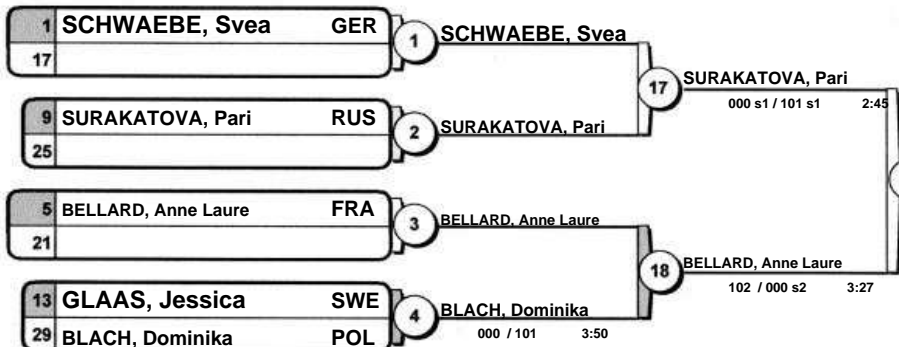 1 SCHWAEBE, Svea GER
17
1 SCHWAEBE, Svea
9 SURAKATOVA, Pari RUS
25
2 SURAKATOVA, Pari
17 SURAKATOVA, Pari
000 s1 / 101 s1 2:45
5 BELLARD, Anne Laure FRA
21
3 BELLARD, Anne Laure
13 GLAAS, Jessica SWE
29 BLACH, Dominika POL
4 BLACH, Dominika
000 / 101 3:50
18 BELLARD, Anne Laure
102 / 000 s2 3:27